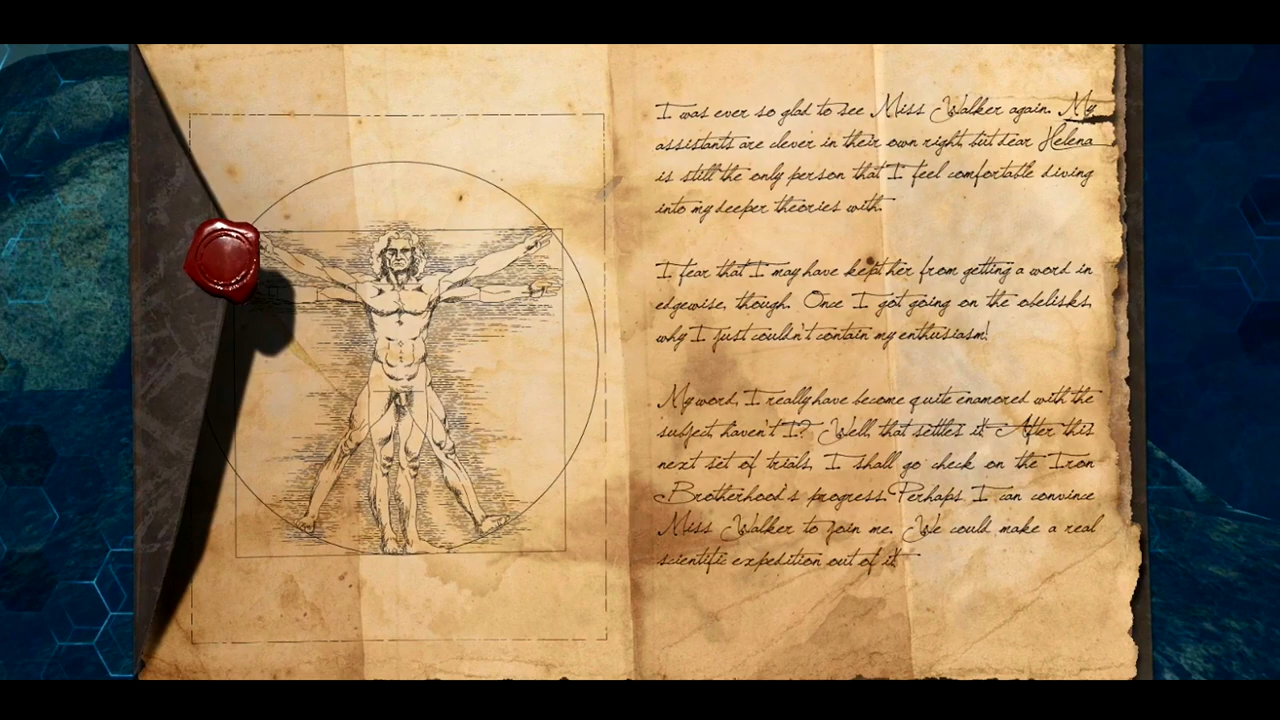 I was ever so glad to see Miss Walker again. My
assistants are clever in their own right, but dear Helena
is still the only person that I feel comfortable diving
into my deeper theories with.
I fear that I may have kept her from getting a word in
edgewise, though. Once I got going on the obelisks,
why I just couldn't contain my enthusiasm!
My word, I really have become quite enamored with the
subject, haven't I? Well, that settles it. After this
next set of trials, I shall go check on the Iron
Brotherhood's progress. Perhaps I can convince
Miss Walker to join me. We could make a real
scientific expedition out of it.